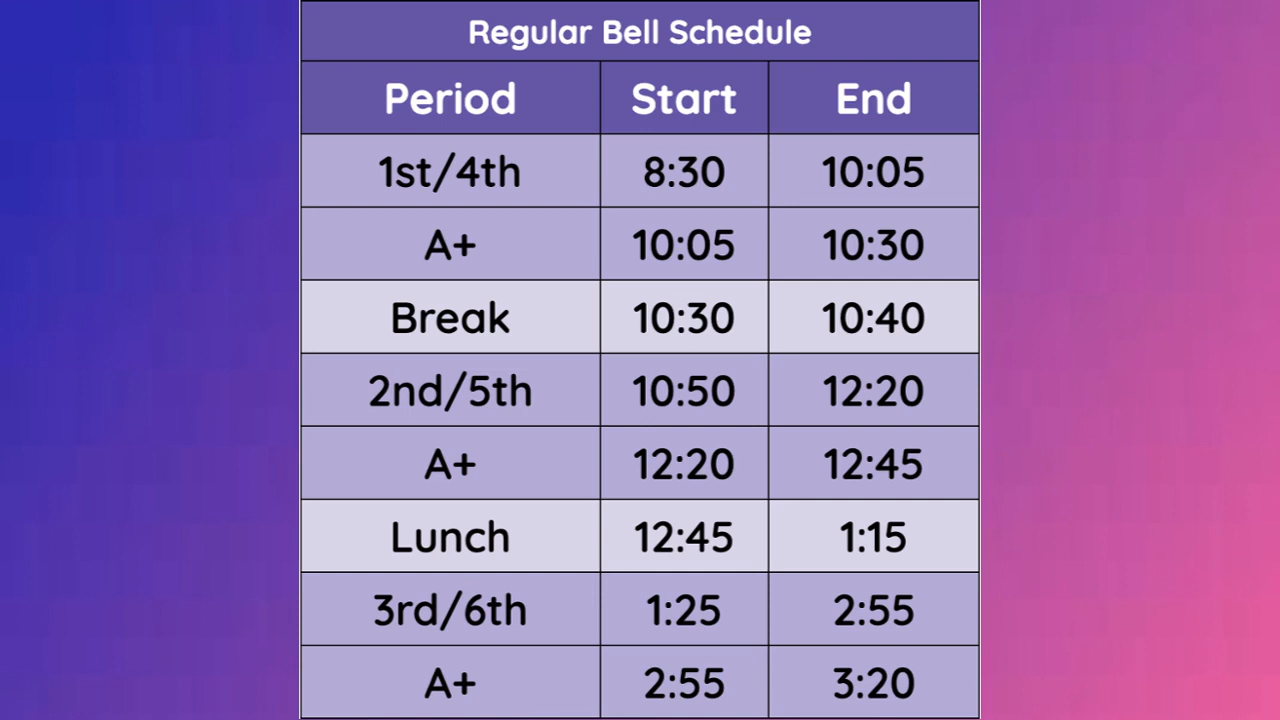 Regular Bell Schedule
Period Start End
1st/4th 8:30 10:05
A+ 10:05 10:30
Break 10:30 10:40
2nd/5th 10:50 12:20
A+ 12:20 12:45
Lunch 12:45 1:15
3rd/6th 1:25 2:55
A+ 2:55 3:20